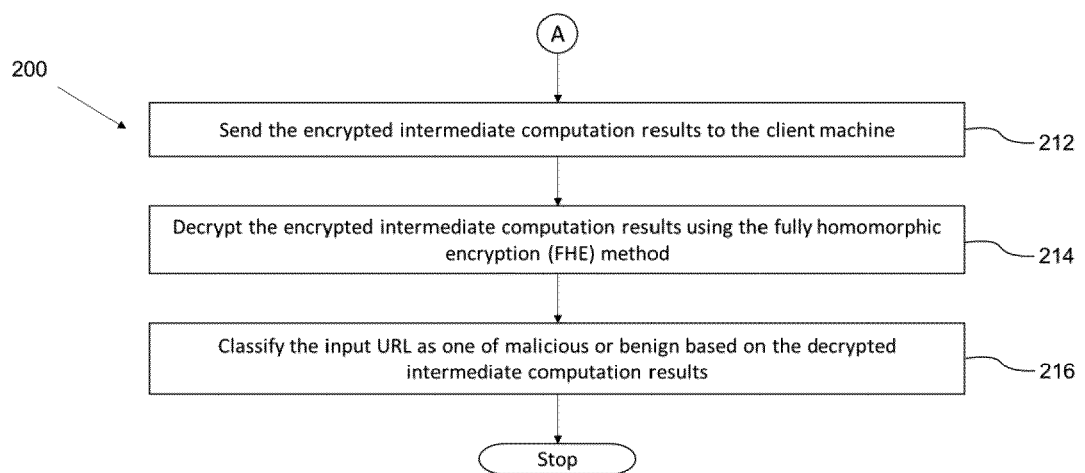 A
200
Send the encrypted intermediate computation results to the client machine
212
Decrypt the encrypted intermediate computation results using the fully homomorphic
encryption (FHE) method
214
Classify the input URL as one of malicious or benign based on the decrypted
intermediate computation results
216
Stop